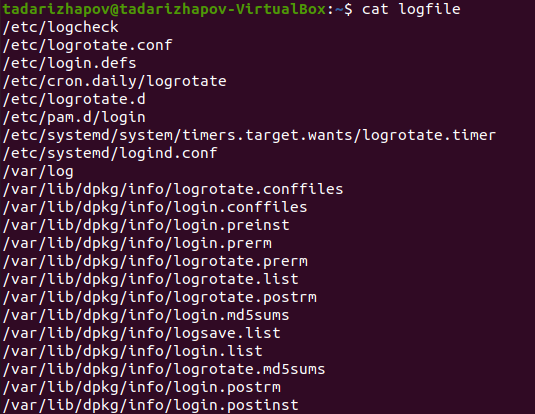 tadarizhapov@tadarizhapov-VirtualBox:~$ cat logfile
/etc/logcheck
/etc/logrotate.conf
/etc/login.defs
/etc/cron.daily/logrotate
/etc/logrotate.d
/etc/pam.d/login
/etc/systemd/system/timers.target.wants/logrotate.timer
/etc/systemd/logind.conf
/var/log
/var/lib/dpkg/info/logrotate.conffiles
/var/lib/dpkg/info/login.conffiles
/var/lib/dpkg/info/login.preinst
/var/lib/dpkg/info/login.prerm
/var/lib/dpkg/info/logrotate.prerm
/var/lib/dpkg/info/logrotate.list
/var/lib/dpkg/info/logrotate.postrm
/var/lib/dpkg/info/login.md5sums
/var/lib/dpkg/info/logsave.list
/var/lib/dpkg/info/login.list
/var/lib/dpkg/info/logrotate.md5sums
/var/lib/dpkg/info/login.postrm
/var/lib/dpkg/info/login.postinst